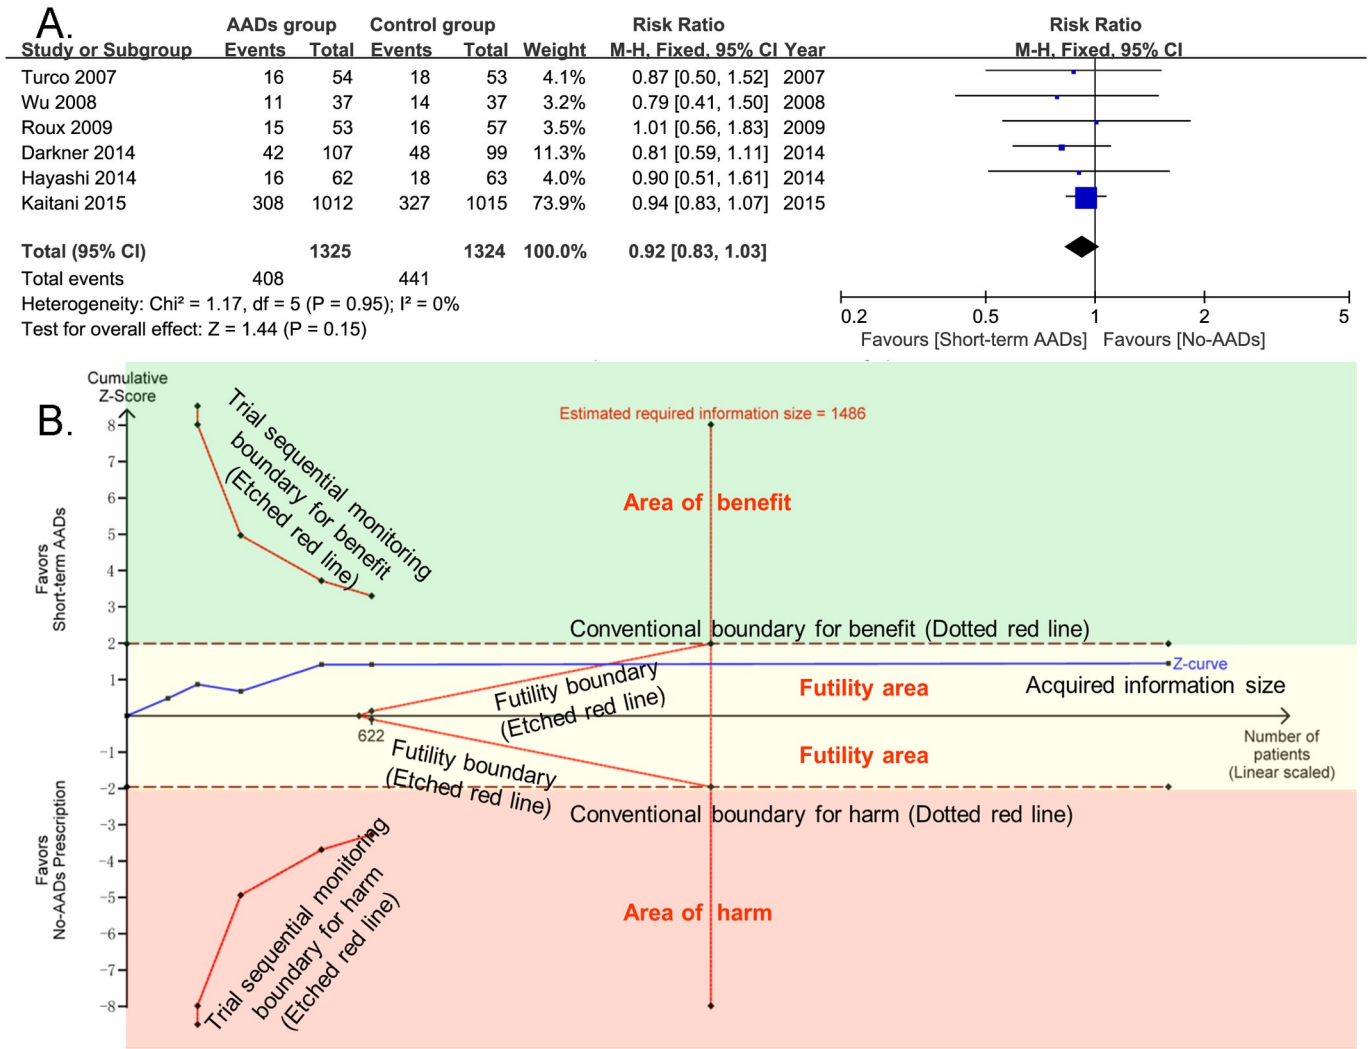 A.
AADs group Control group Risk Ratio Risk Ratio
Study or Subgroup Events Total Events Total Weight M-H, Fixed, 95% CI Year M-H, Fixed, 95% CI
Turco 2007 16 54 18 53 4.1% 0.87 [0.50, 1.52] 2007
Wu 2008 11 37 14 37 3.2% 0.79 [0.41, 1.50] 2008
Roux 2009 15 53 16 57 3.5% 1.01 [0.56, 1.83] 2009
Darkner 2014 42 107 48 99 11.3% 0.81 [0.59, 1.11] 2014
Hayashi 2014 16 62 18 63 4.0% 0.90 [0.51, 1.61] 2014
Kaitani 2015 308 1012 327 1015 73.9% 0.94 [0.83, 1.07] 2015
Total (95% CI) 1325 1324 100.0% 0.92 [0.83, 1.03]
Total events 408 441
Heterogeneity: Chi² = 1.17, df = 5 (P = 0.95); I² = 0%
Test for overall effect: Z = 1.44 (P = 0.15)
0.2 0.5 1 2 5
Favours [Short-term AADs] Favours [No-AADs]
B.
Cumulative
Z-Score
8
7
6
5
4
3
2
1
-1
-2
-3
-4
-5
-6
-7
-8
Favors
Short-term AADs
Favors
No-AADs Prescription
Trial sequential monitoring
boundary for benefit
(Etched red line)
Estimated required information size = 1486
Area of benefit
Conventional boundary for benefit (Dotted red line)
Z-curve
Futility boundary
(Etched red line)
Futility area
Acquired information size
622
Number of
patients
(Linear scaled)
Futility boundary
(Etched red line)
Futility area
Conventional boundary for harm (Dotted red line)
Trial sequential monitoring
boundary for harm
(Etched red line)
Area of harm